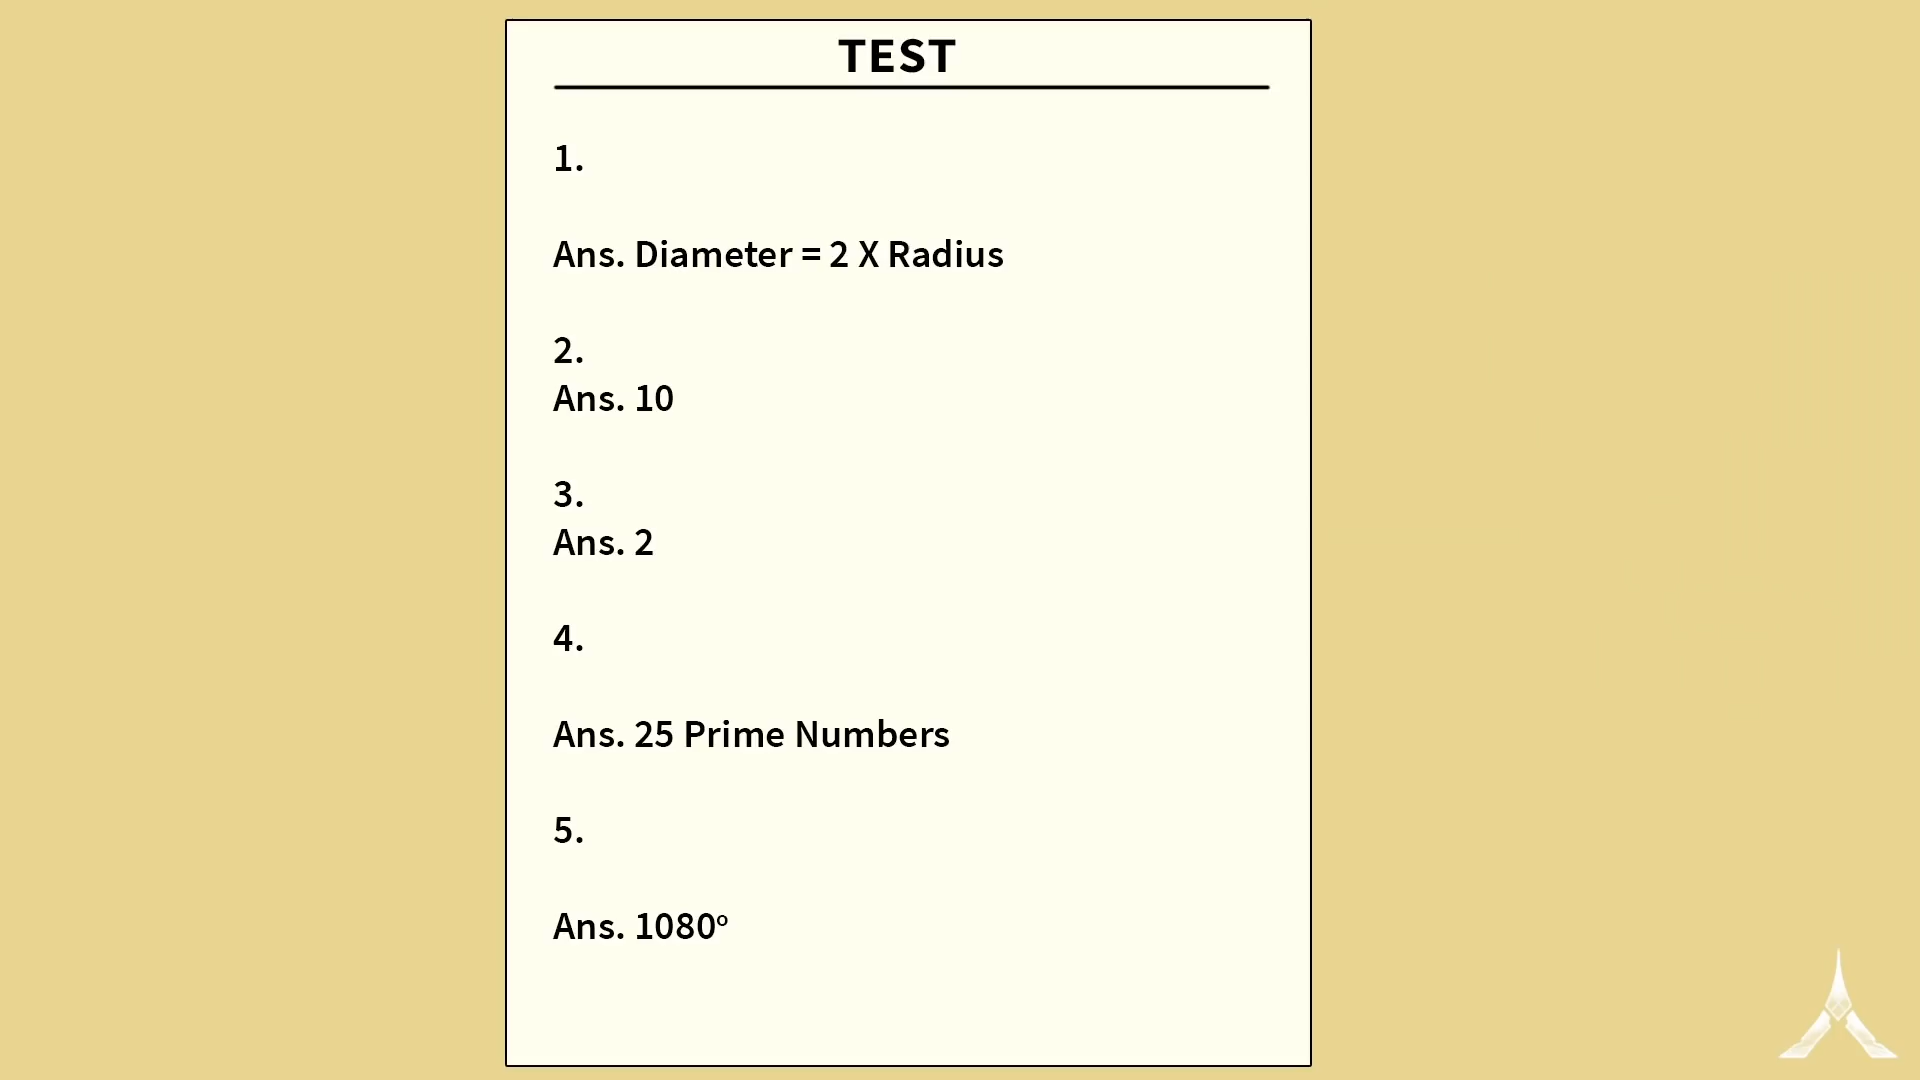 TEST
1.
Ans. Diameter = 2 X Radius
2.
Ans. 10
3.
Ans. 2
4.
Ans. 25 Prime Numbers
5.
Ans. 1080º